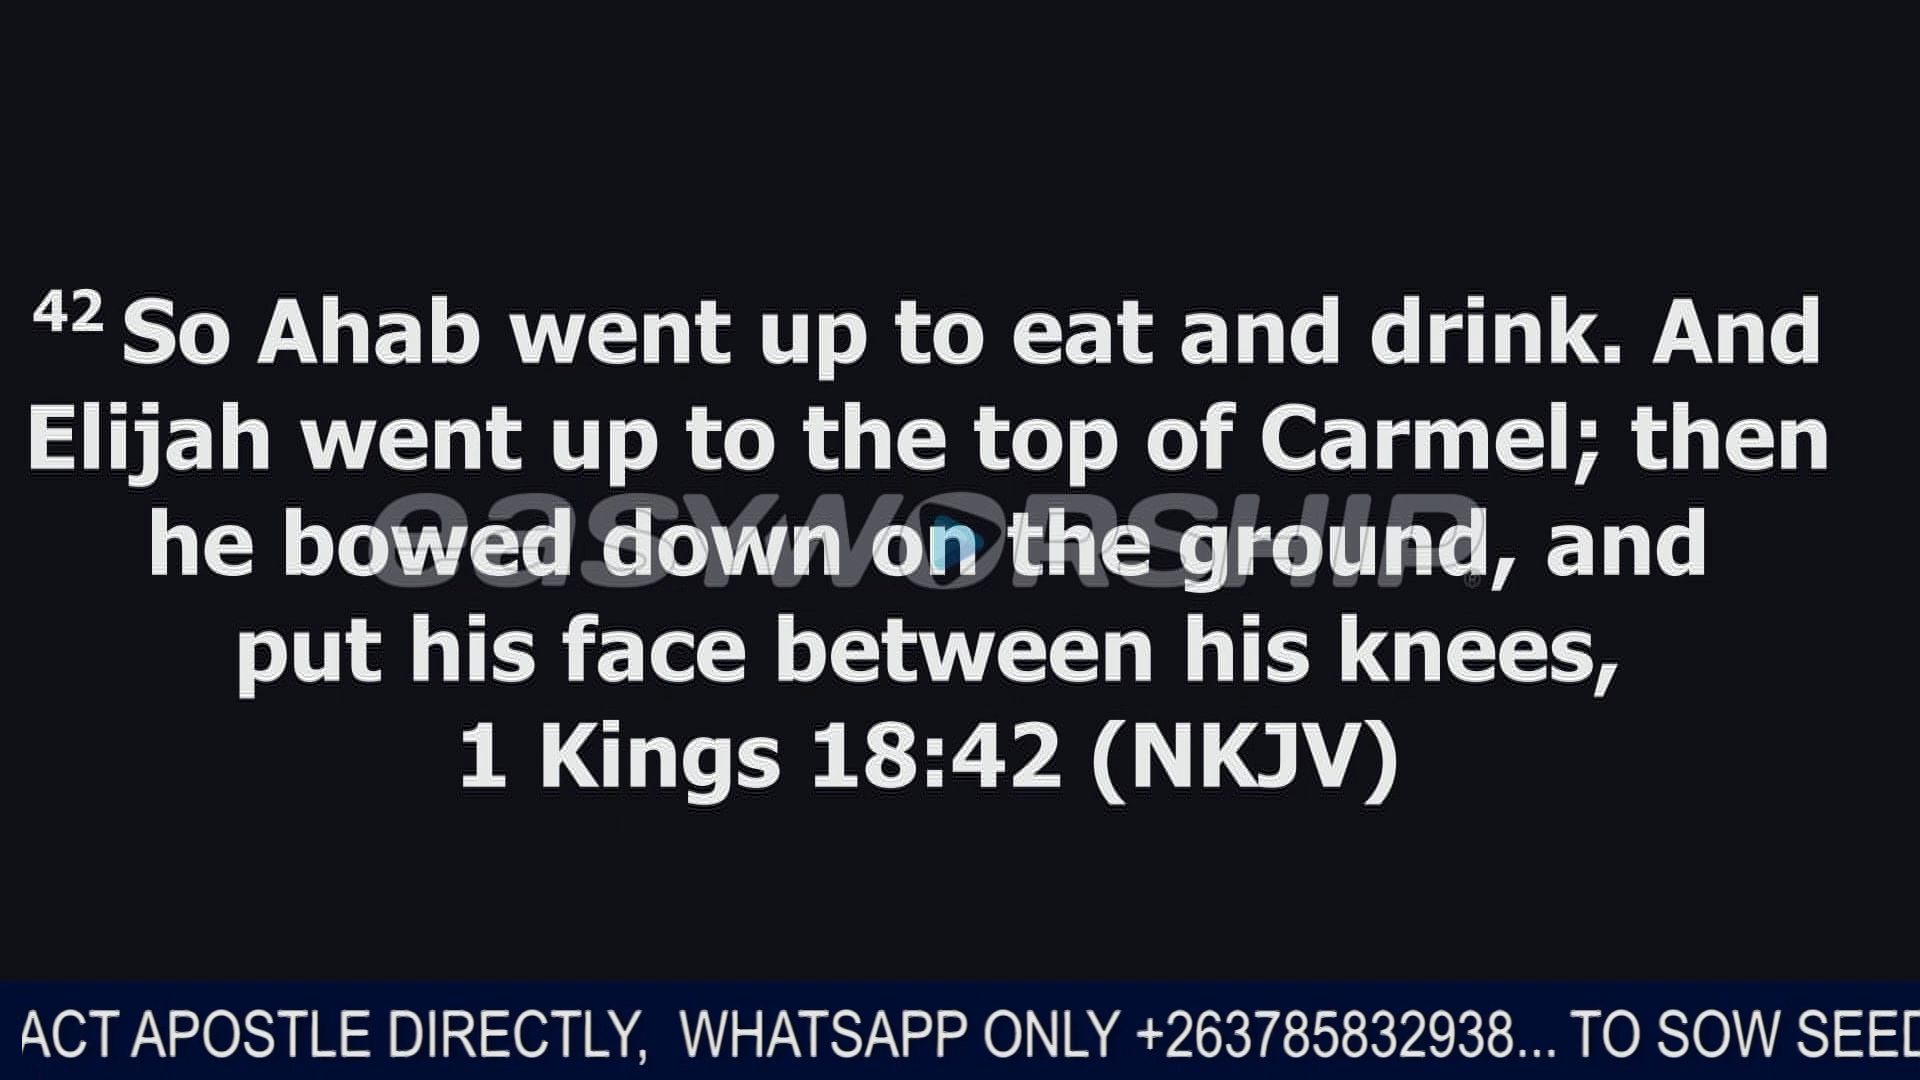 42 So Ahab went up to eat and drink. And
Elijah went up to the top of Carmel; then
he bowed down on the ground, and
put his face between his knees,
1 Kings 18:42 (NKJV)
easyworship®
ACT APOSTLE DIRECTLY, WHATSAPP ONLY +263785832938... TO SOW SEED